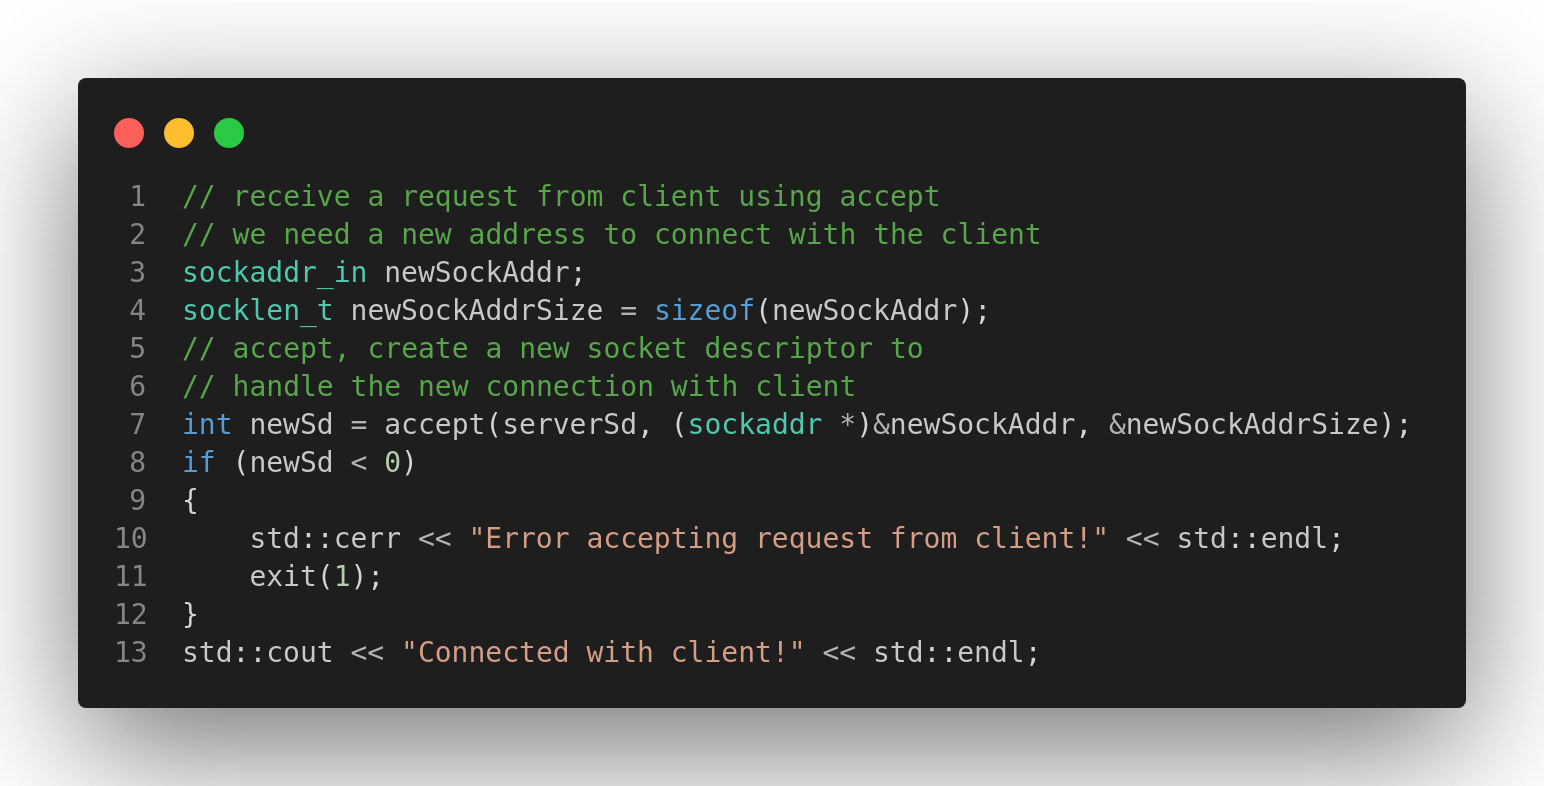 1 // receive a request from client using accept
2 // we need a new address to connect with the client
3 sockaddr_in newSockAddr;
4 socklen_t newSockAddrSize = sizeof(newSockAddr);
5 // accept, create a new socket descriptor to
6 // handle the new connection with client
7 int newSd = accept(serverSd, (sockaddr *)&newSockAddr, &newSockAddrSize);
8 if (newSd < 0)
9 {
10     std::cerr << "Error accepting request from client!" << std::endl;
11     exit(1);
12 }
13 std::cout << "Connected with client!" << std::endl;